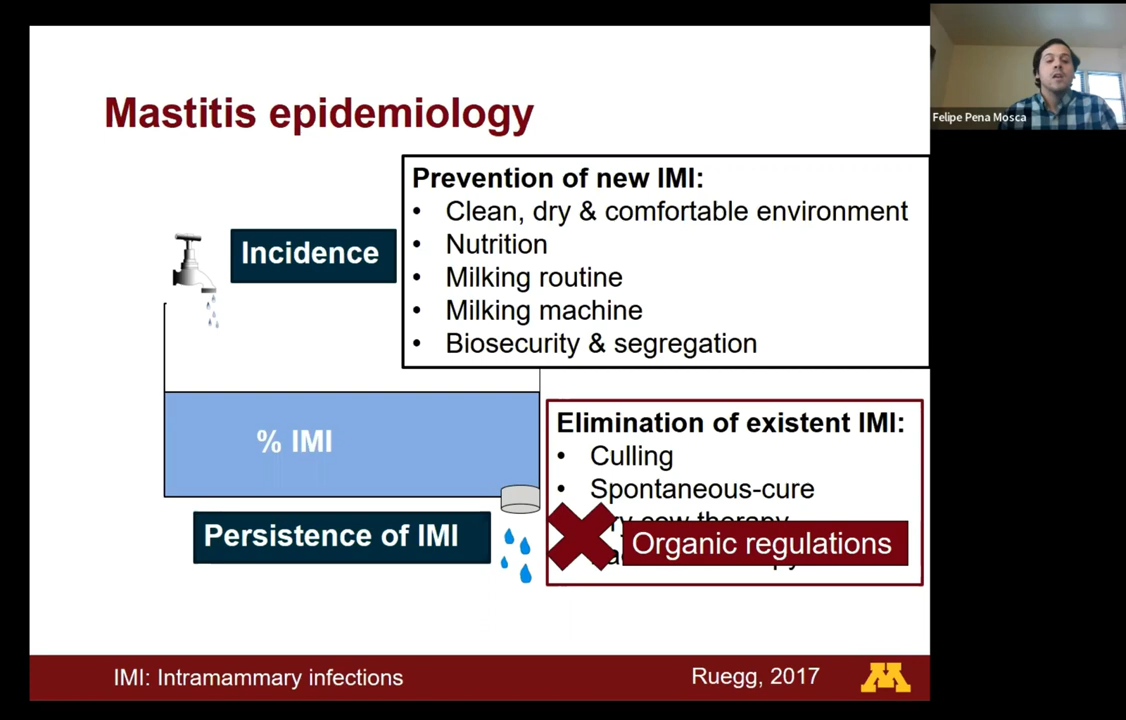 Mastitis epidemiology
Felipe Pena Mosca
Incidence
Prevention of new IMI:
• Clean, dry & comfortable environment
• Nutrition
• Milking routine
• Milking machine
• Biosecurity & segregation
% IMI
Persistence of IMI
Elimination of existent IMI:
• Culling
• Spontaneous-cure
cow therapy
Organic regulations
IMI: Intramammary infections
Ruegg, 2017
M